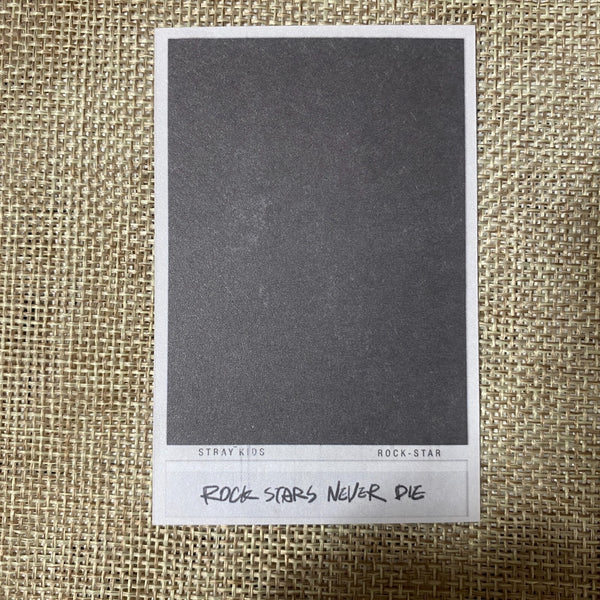 STRAY KIDS ROCK-STAR
ROCK STARS NEVER DIE